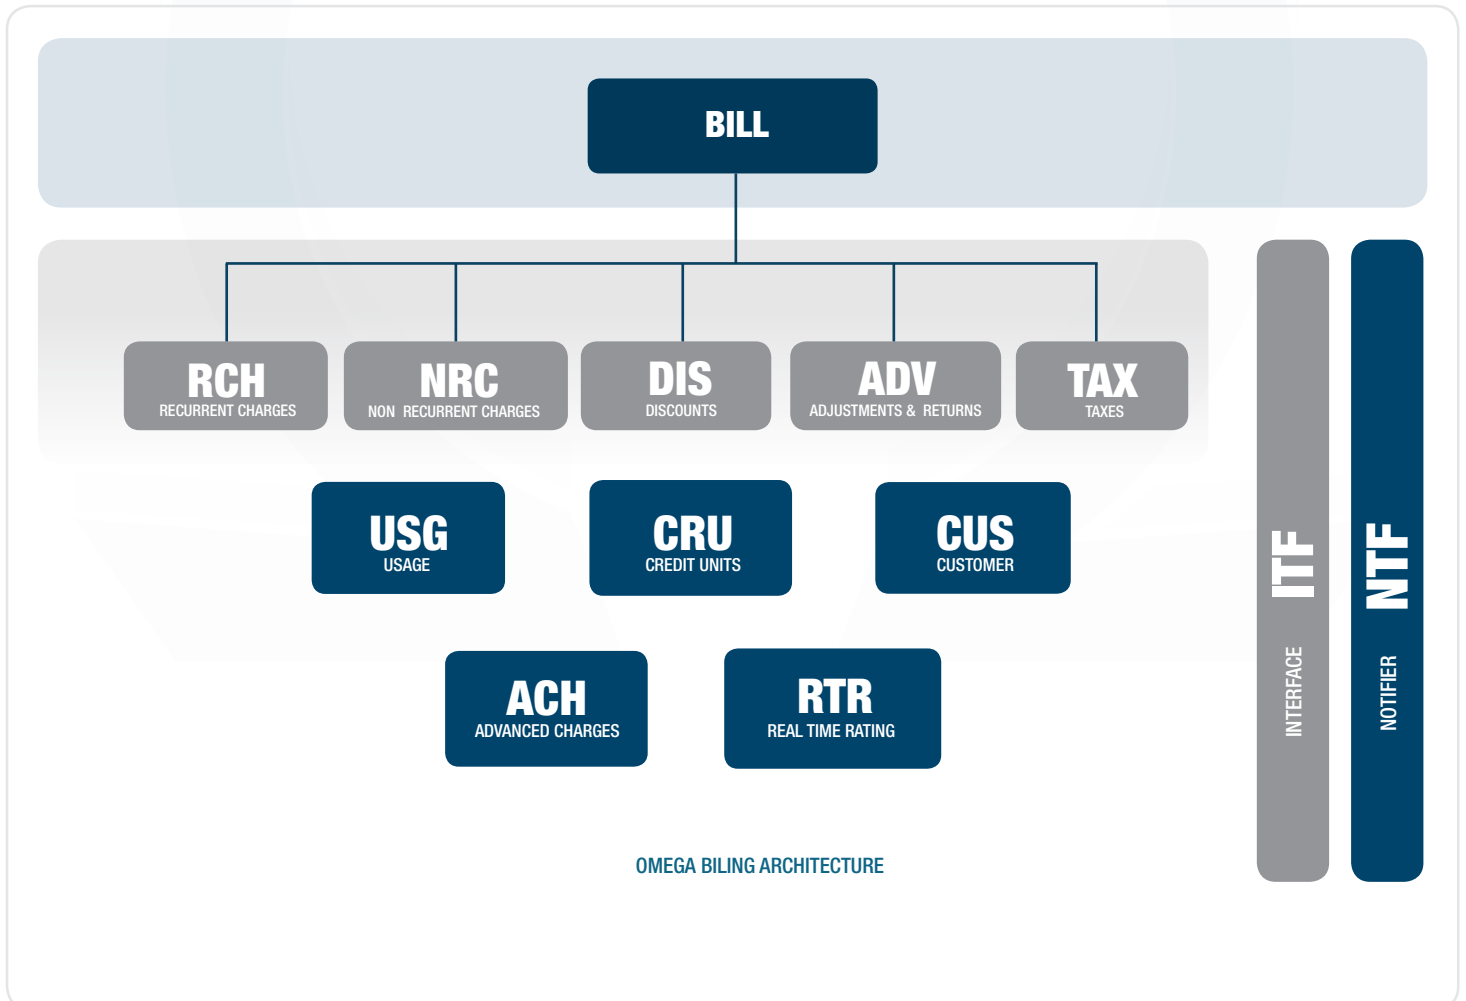 BILL
RCH
RECURRENT CHARGES
NRC
NON RECURRENT CHARGES
DIS
DISCOUNTS
ADV
ADJUSTMENTS & RETURNS
TAX
TAXES
USG
USAGE
CRU
CREDIT UNITS
CUS
CUSTOMER
ACH
ADVANCED CHARGES
RTR
REAL TIME RATING
INTERFACE ITF
NOTIFIER NTF
OMEGA BILING ARCHITECTURE